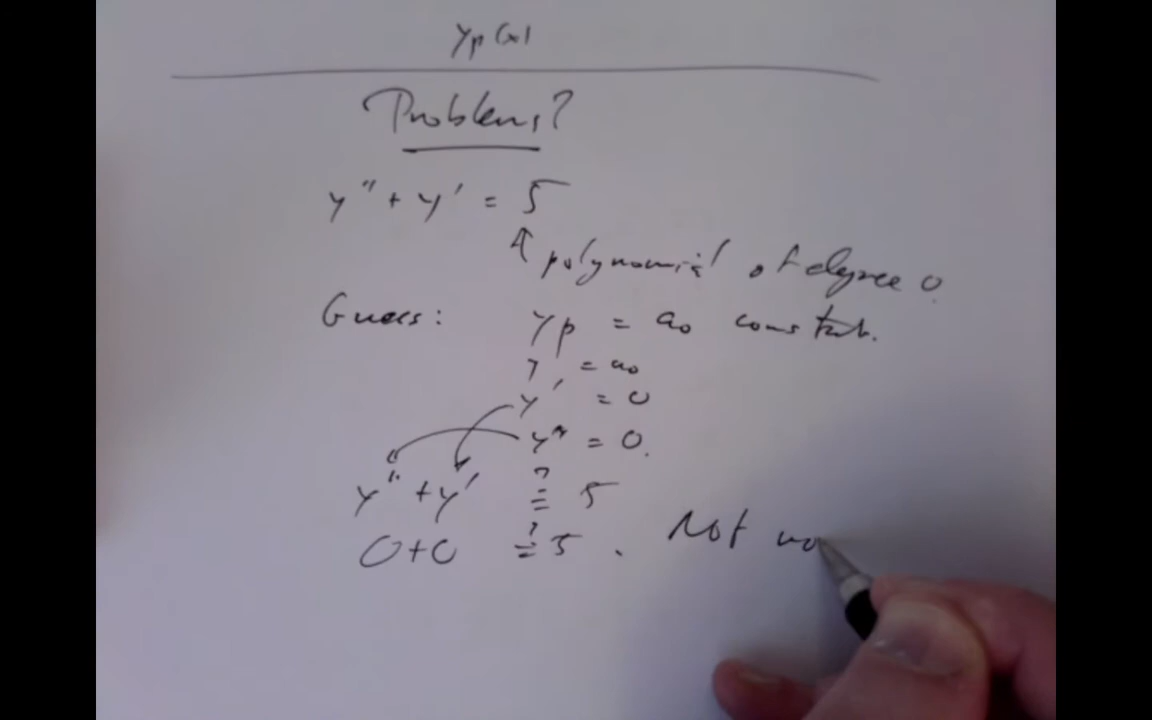 yp(x)
Problems?
y" + y' = 5
↑ polynomial of degree 0.
Guess: yp = a₀ constant.
y = a₀
y' = 0
y" = 0.
y" + y' ?= 5
0+0 ?= 5. Not wo